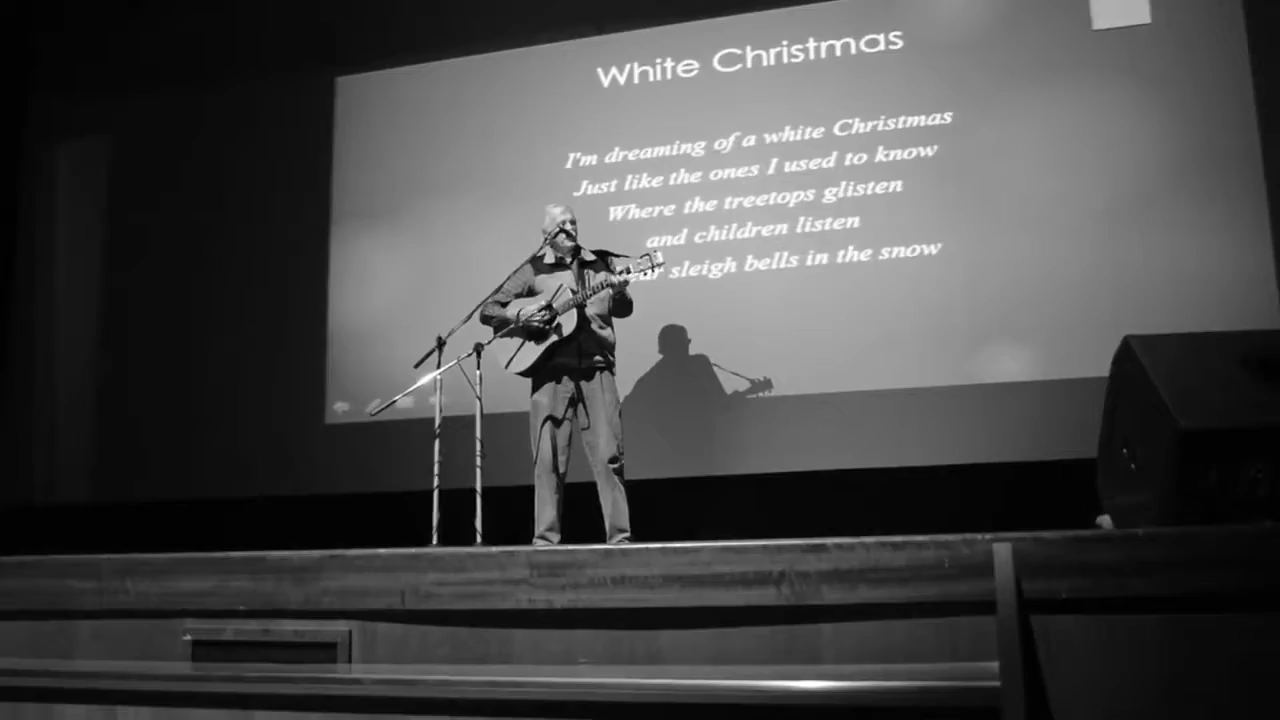 White Christmas
I'm dreaming of a white Christmas
Just like the ones I used to know
Where the treetops glisten
and children listen
sleigh bells in the snow